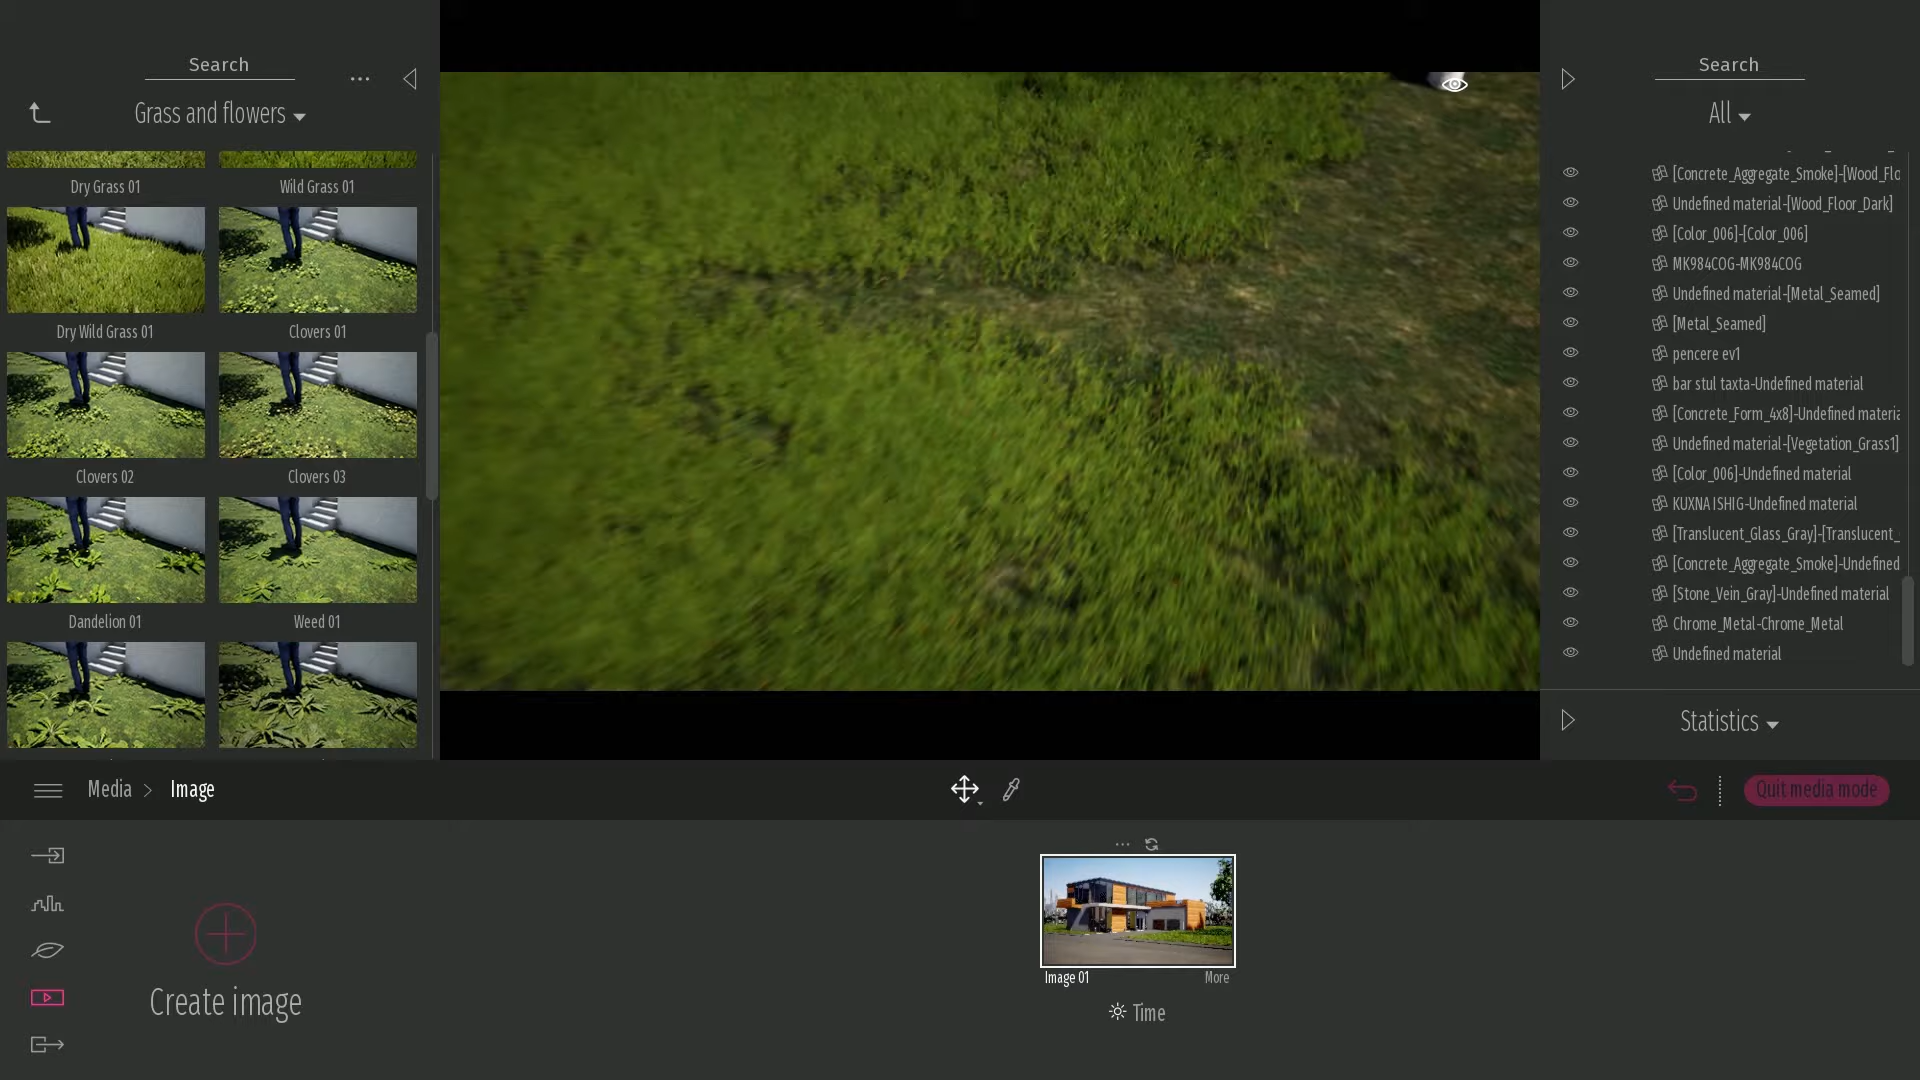 Search
Grass and flowers
Dry Grass 01
Wild Grass 01
Dry Wild Grass 01
Clovers 01
Clovers 02
Clovers 03
Dandelion 01
Weed 01
Search
All
[Concrete_Aggregate_Smoke]-[Wood_Flo
Undefined material-[Wood_Floor_Dark]
[Color_006]-[Color_006]
MK984COG-MK984COG
Undefined material-[Metal_Seamed]
[Metal_Seamed]
pencere ev1
bar stul taxta-Undefined material
[Concrete_Form_4x8]-Undefined materia
Undefined material-[Vegetation_Grass1]
[Color_006]-Undefined material
KUXNA ISHIG-Undefined material
[Translucent_Glass_Gray]-[Translucent_
[Concrete_Aggregate_Smoke]-Undefined
[Stone_Vein_Gray]-Undefined material
Chrome_Metal-Chrome_Metal
Undefined material
Statistics
Media > Image
Quit media mode
Create image
Image 01
More
Time